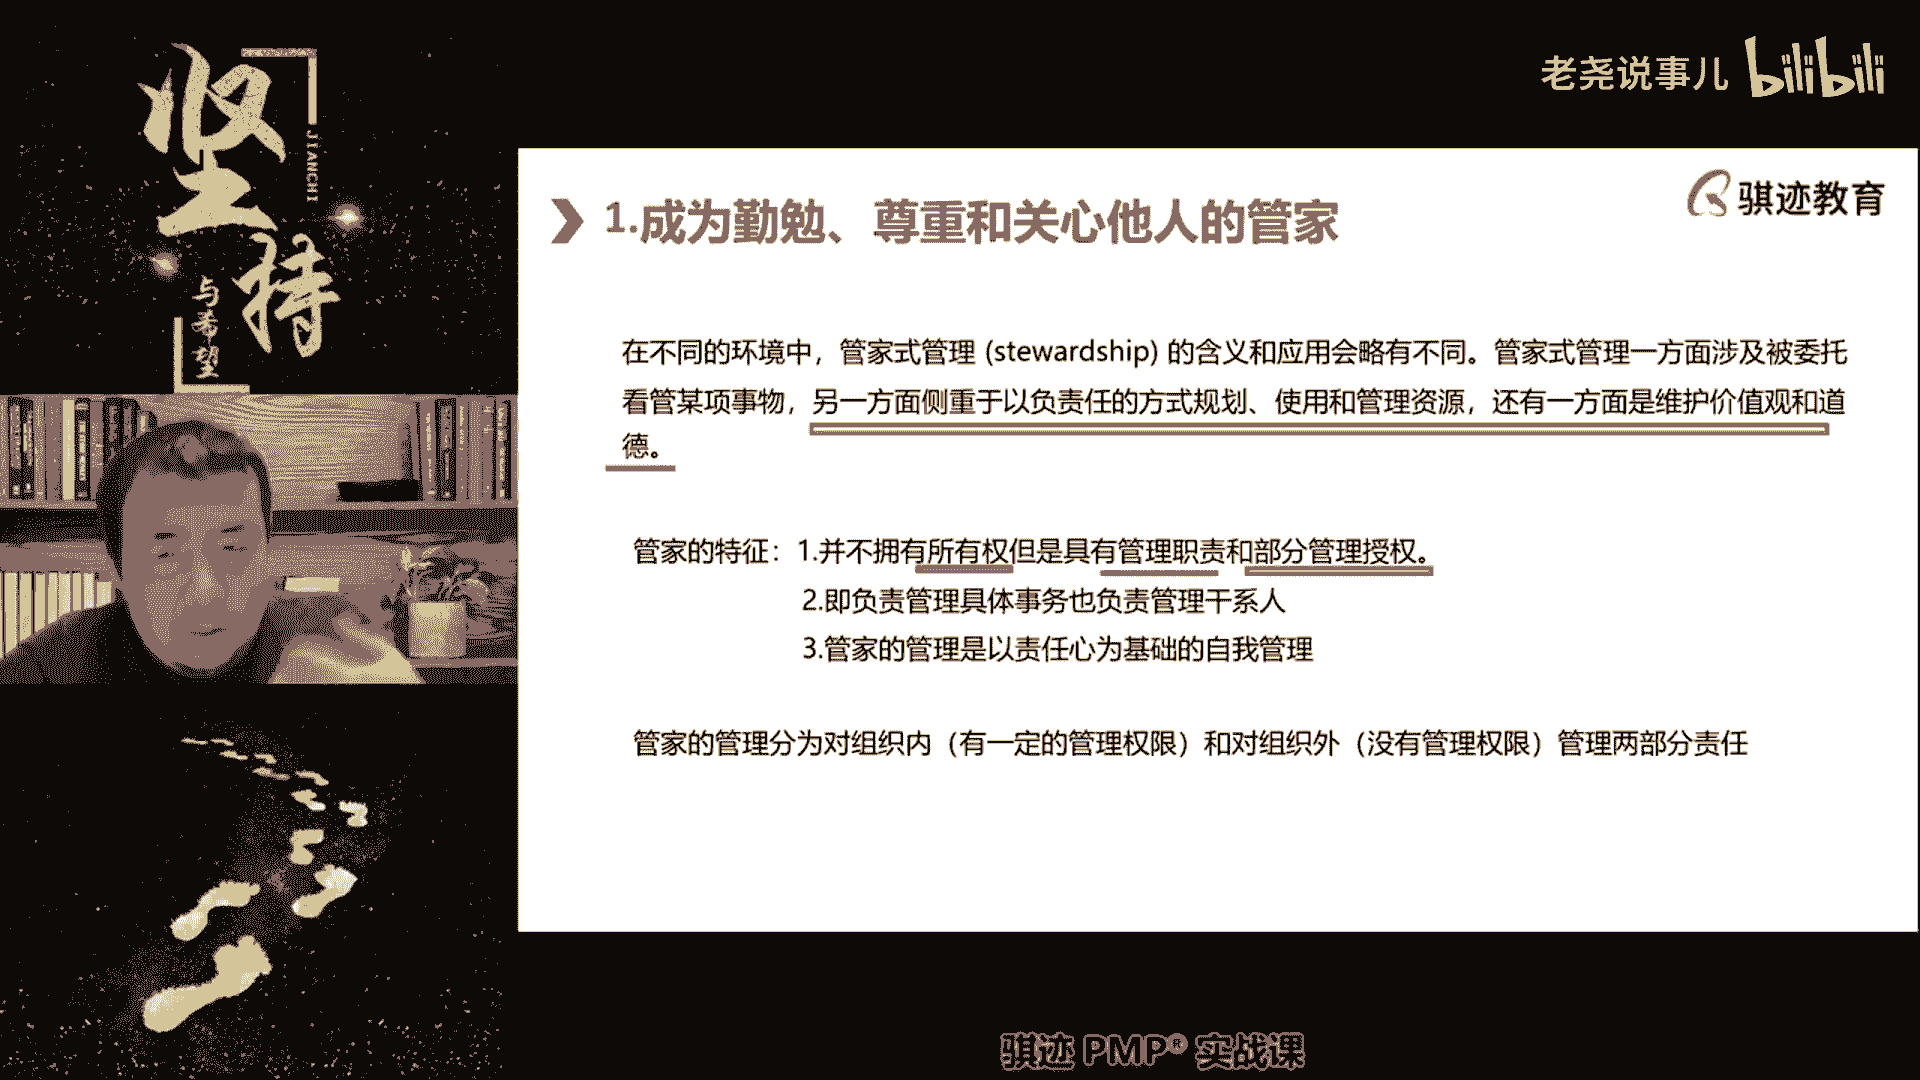 坚持
JIANCHI
与希望
老尧说事儿 bilibili
骐迹教育
1.成为勤勉、尊重和关心他人的管家
在不同的环境中，管家式管理 (stewardship) 的含义和应用会略有不同。管家式管理一方面涉及被委托
看管某项事物，另一方面侧重于以负责任的方式规划、使用和管理资源，还有一方面是维护价值观和道
德。
管家的特征：1.并不拥有所有权但是具有管理职责和部分管理授权。
2.即负责管理具体事务也负责管理干系人
3.管家的管理是以责任心为基础的自我管理
管家的管理分为对组织内（有一定的管理权限）和对组织外（没有管理权限）管理两部分责任
骐迹 PMP® 实战课